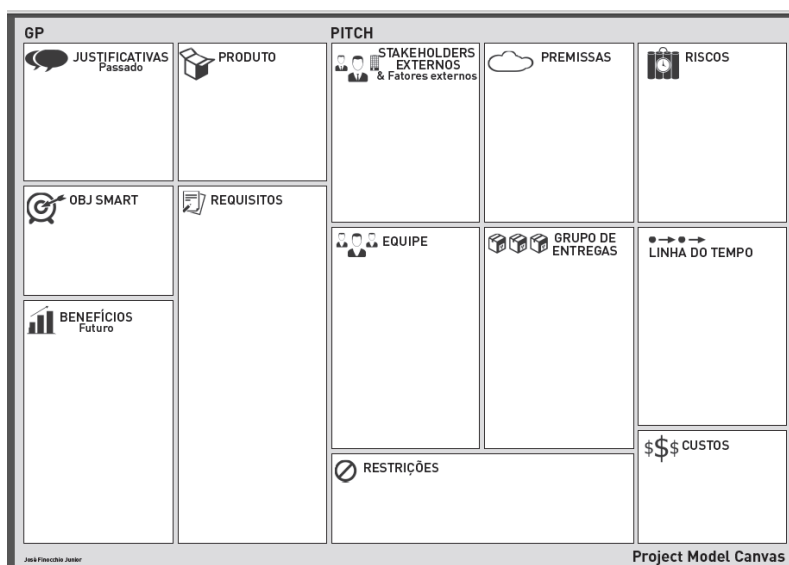 GP
PITCH
JUSTIFICATIVAS
Passado
PRODUTO
STAKEHOLDERS
EXTERNOS
& Fatores externos
PREMISSAS
RISCOS
OBJ SMART
REQUISITOS
EQUIPE
GRUPO DE
ENTREGAS
LINHA DO TEMPO
BENEFÍCIOS
Futuro
$$$ CUSTOS
RESTRIÇÕES
José Finocchio Junior
Project Model Canvas